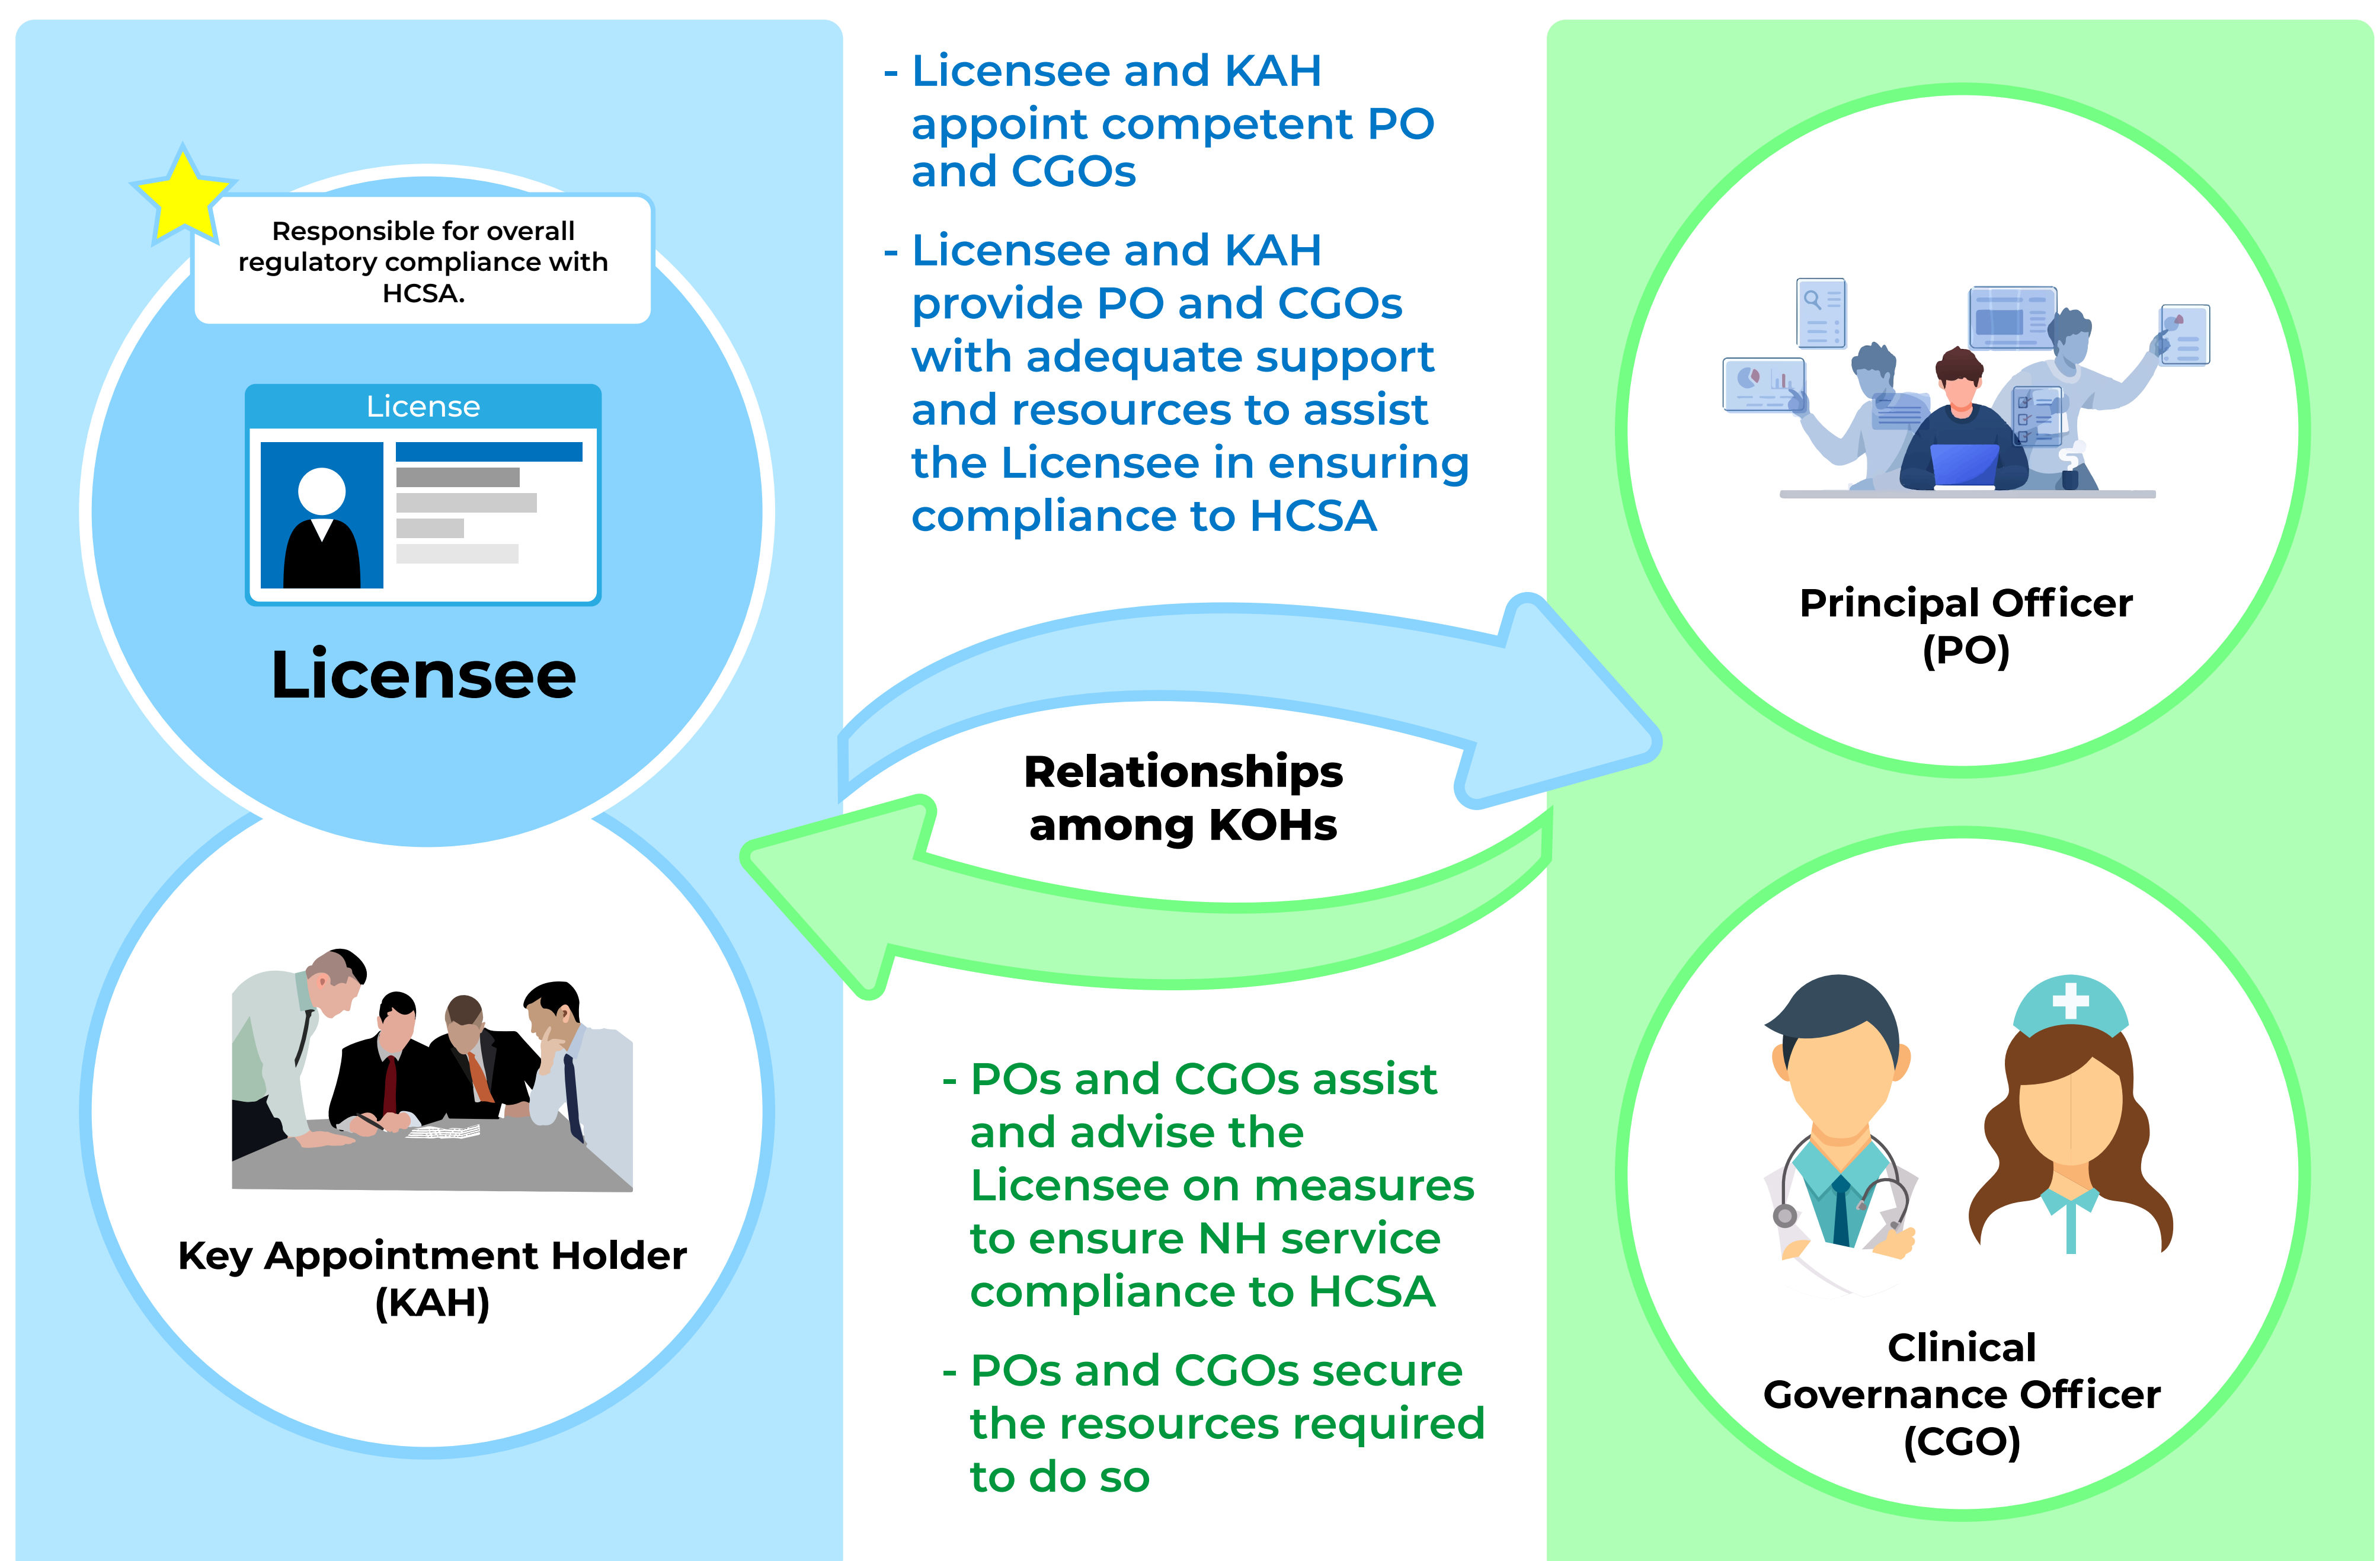 Responsible for overall
regulatory compliance with
HCSA.
License
Licensee
Key Appointment Holder
(KAH)
- Licensee and KAH
appoint competent PO
and CGOs
- Licensee and KAH
provide PO and CGOs
with adequate support
and resources to assist
the Licensee in ensuring
compliance to HCSA
Relationships
among KOHs
- POs and CGOs assist
and advise the
Licensee on measures
to ensure NH service
compliance to HCSA
- POs and CGOs secure
the resources required
to do so
Principal Officer
(PO)
Clinical
Governance Officer
(CGO)